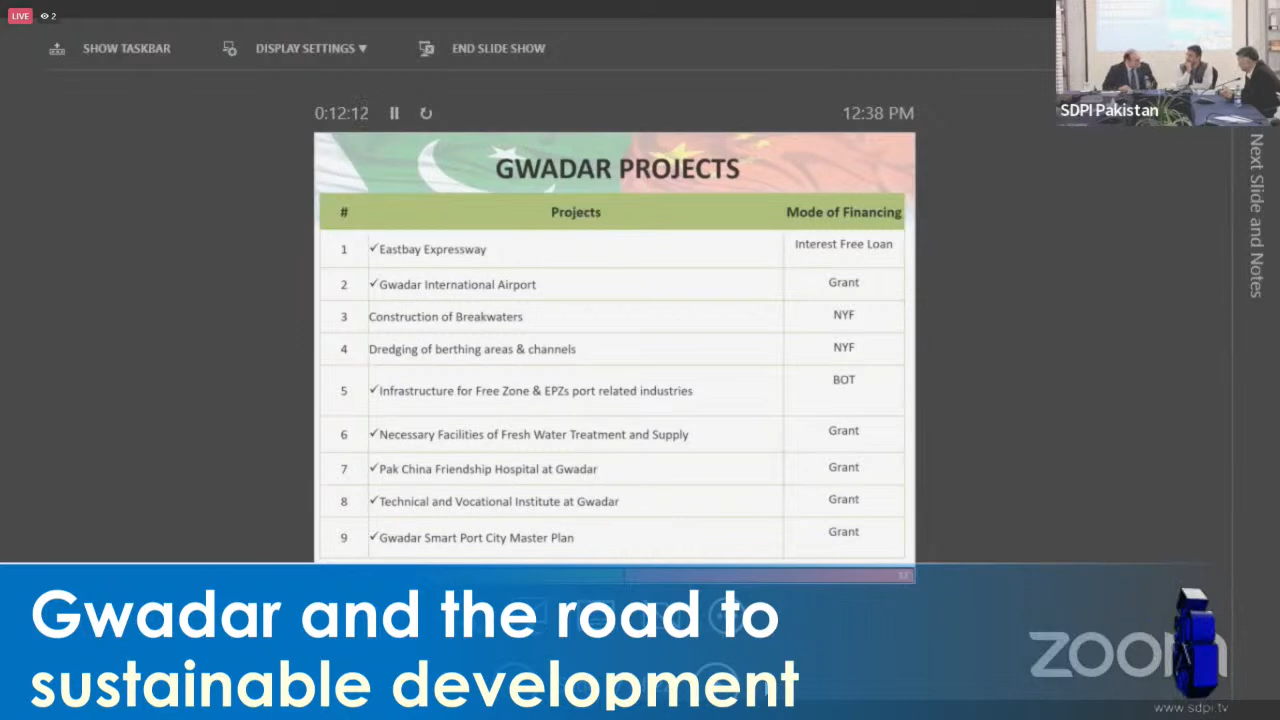 LIVE 2
SHOW TASKBAR DISPLAY SETTINGS ▼ END SLIDE SHOW
SDPI Pakistan
0:12:12 12:38 PM
Next Slide and Notes
GWADAR PROJECTS
# Projects Mode of Financing
1 ✓Eastbay Expressway Interest Free Loan
2 ✓Gwadar International Airport Grant
3 Construction of Breakwaters NYF
4 Dredging of berthing areas & channels NYF
5 ✓Infrastructure for Free Zone & EPZs port related industries BOT
6 ✓Necessary Facilities of Fresh Water Treatment and Supply Grant
7 ✓Pak China Friendship Hospital at Gwadar Grant
8 ✓Technical and Vocational Institute at Gwadar Grant
9 ✓Gwadar Smart Port City Master Plan Grant
Gwadar and the road to
sustainable development
zoom
www.sdpi.tv